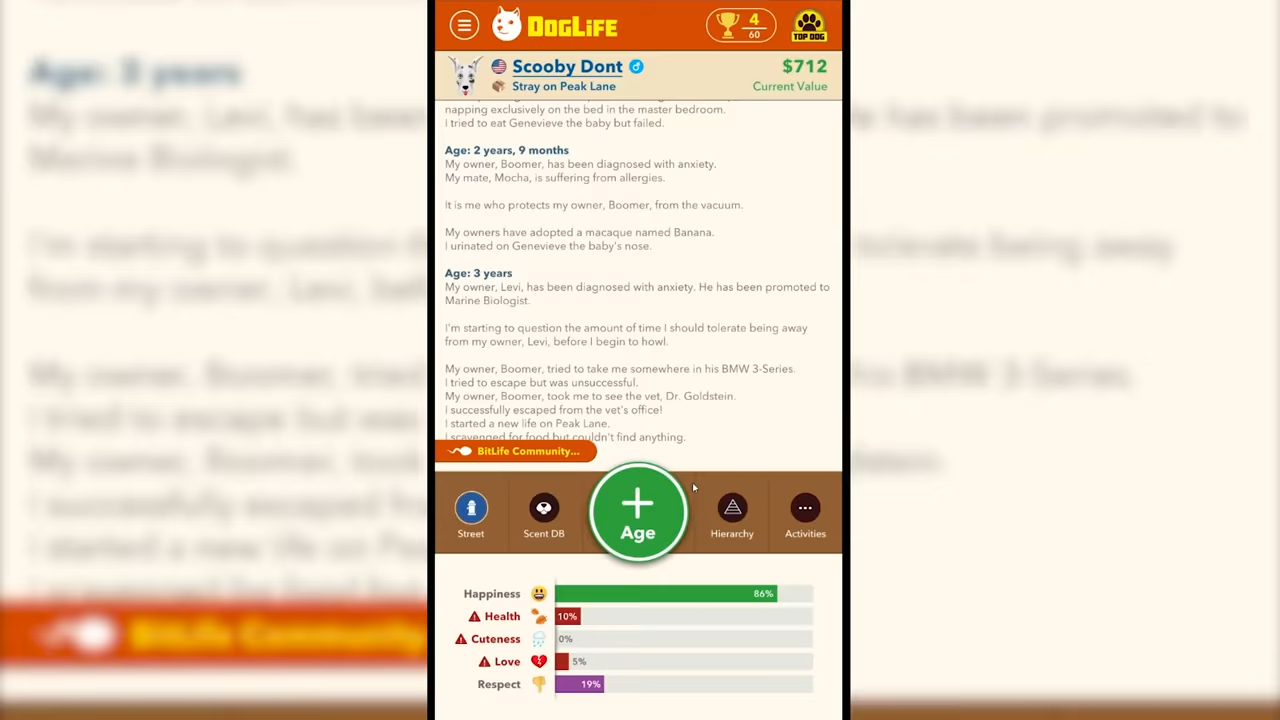 DOGLIFE
4
60
TOP DOG
Scooby Dont
$712
Stray on Peak Lane
Current Value
napping exclusively on the bed in the master bedroom.
I tried to eat Genevieve the baby but failed.
Age: 2 years, 9 months
My owner, Boomer, has been diagnosed with anxiety.
My mate, Mocha, is suffering from allergies.
It is me who protects my owner, Boomer, from the vacuum.
My owners have adopted a macaque named Banana.
I urinated on Genevieve the baby's nose.
Age: 3 years
My owner, Levi, has been diagnosed with anxiety. He has been promoted to
Marine Biologist.
I'm starting to question the amount of time I should tolerate being away
from my owner, Levi, before I begin to howl.
My owner, Boomer, tried to take me somewhere in his BMW 3-Series.
I tried to escape but was unsuccessful.
My owner, Boomer, took me to see the vet, Dr. Goldstein.
I successfully escaped from the vet's office!
I started a new life on Peak Lane.
I scavenged for food but couldn't find anything.
BitLife Community...
Street
Scent DB
Age
Hierarchy
Activities
Happiness 86%
Health 10%
Cuteness 0%
Love 5%
Respect 19%